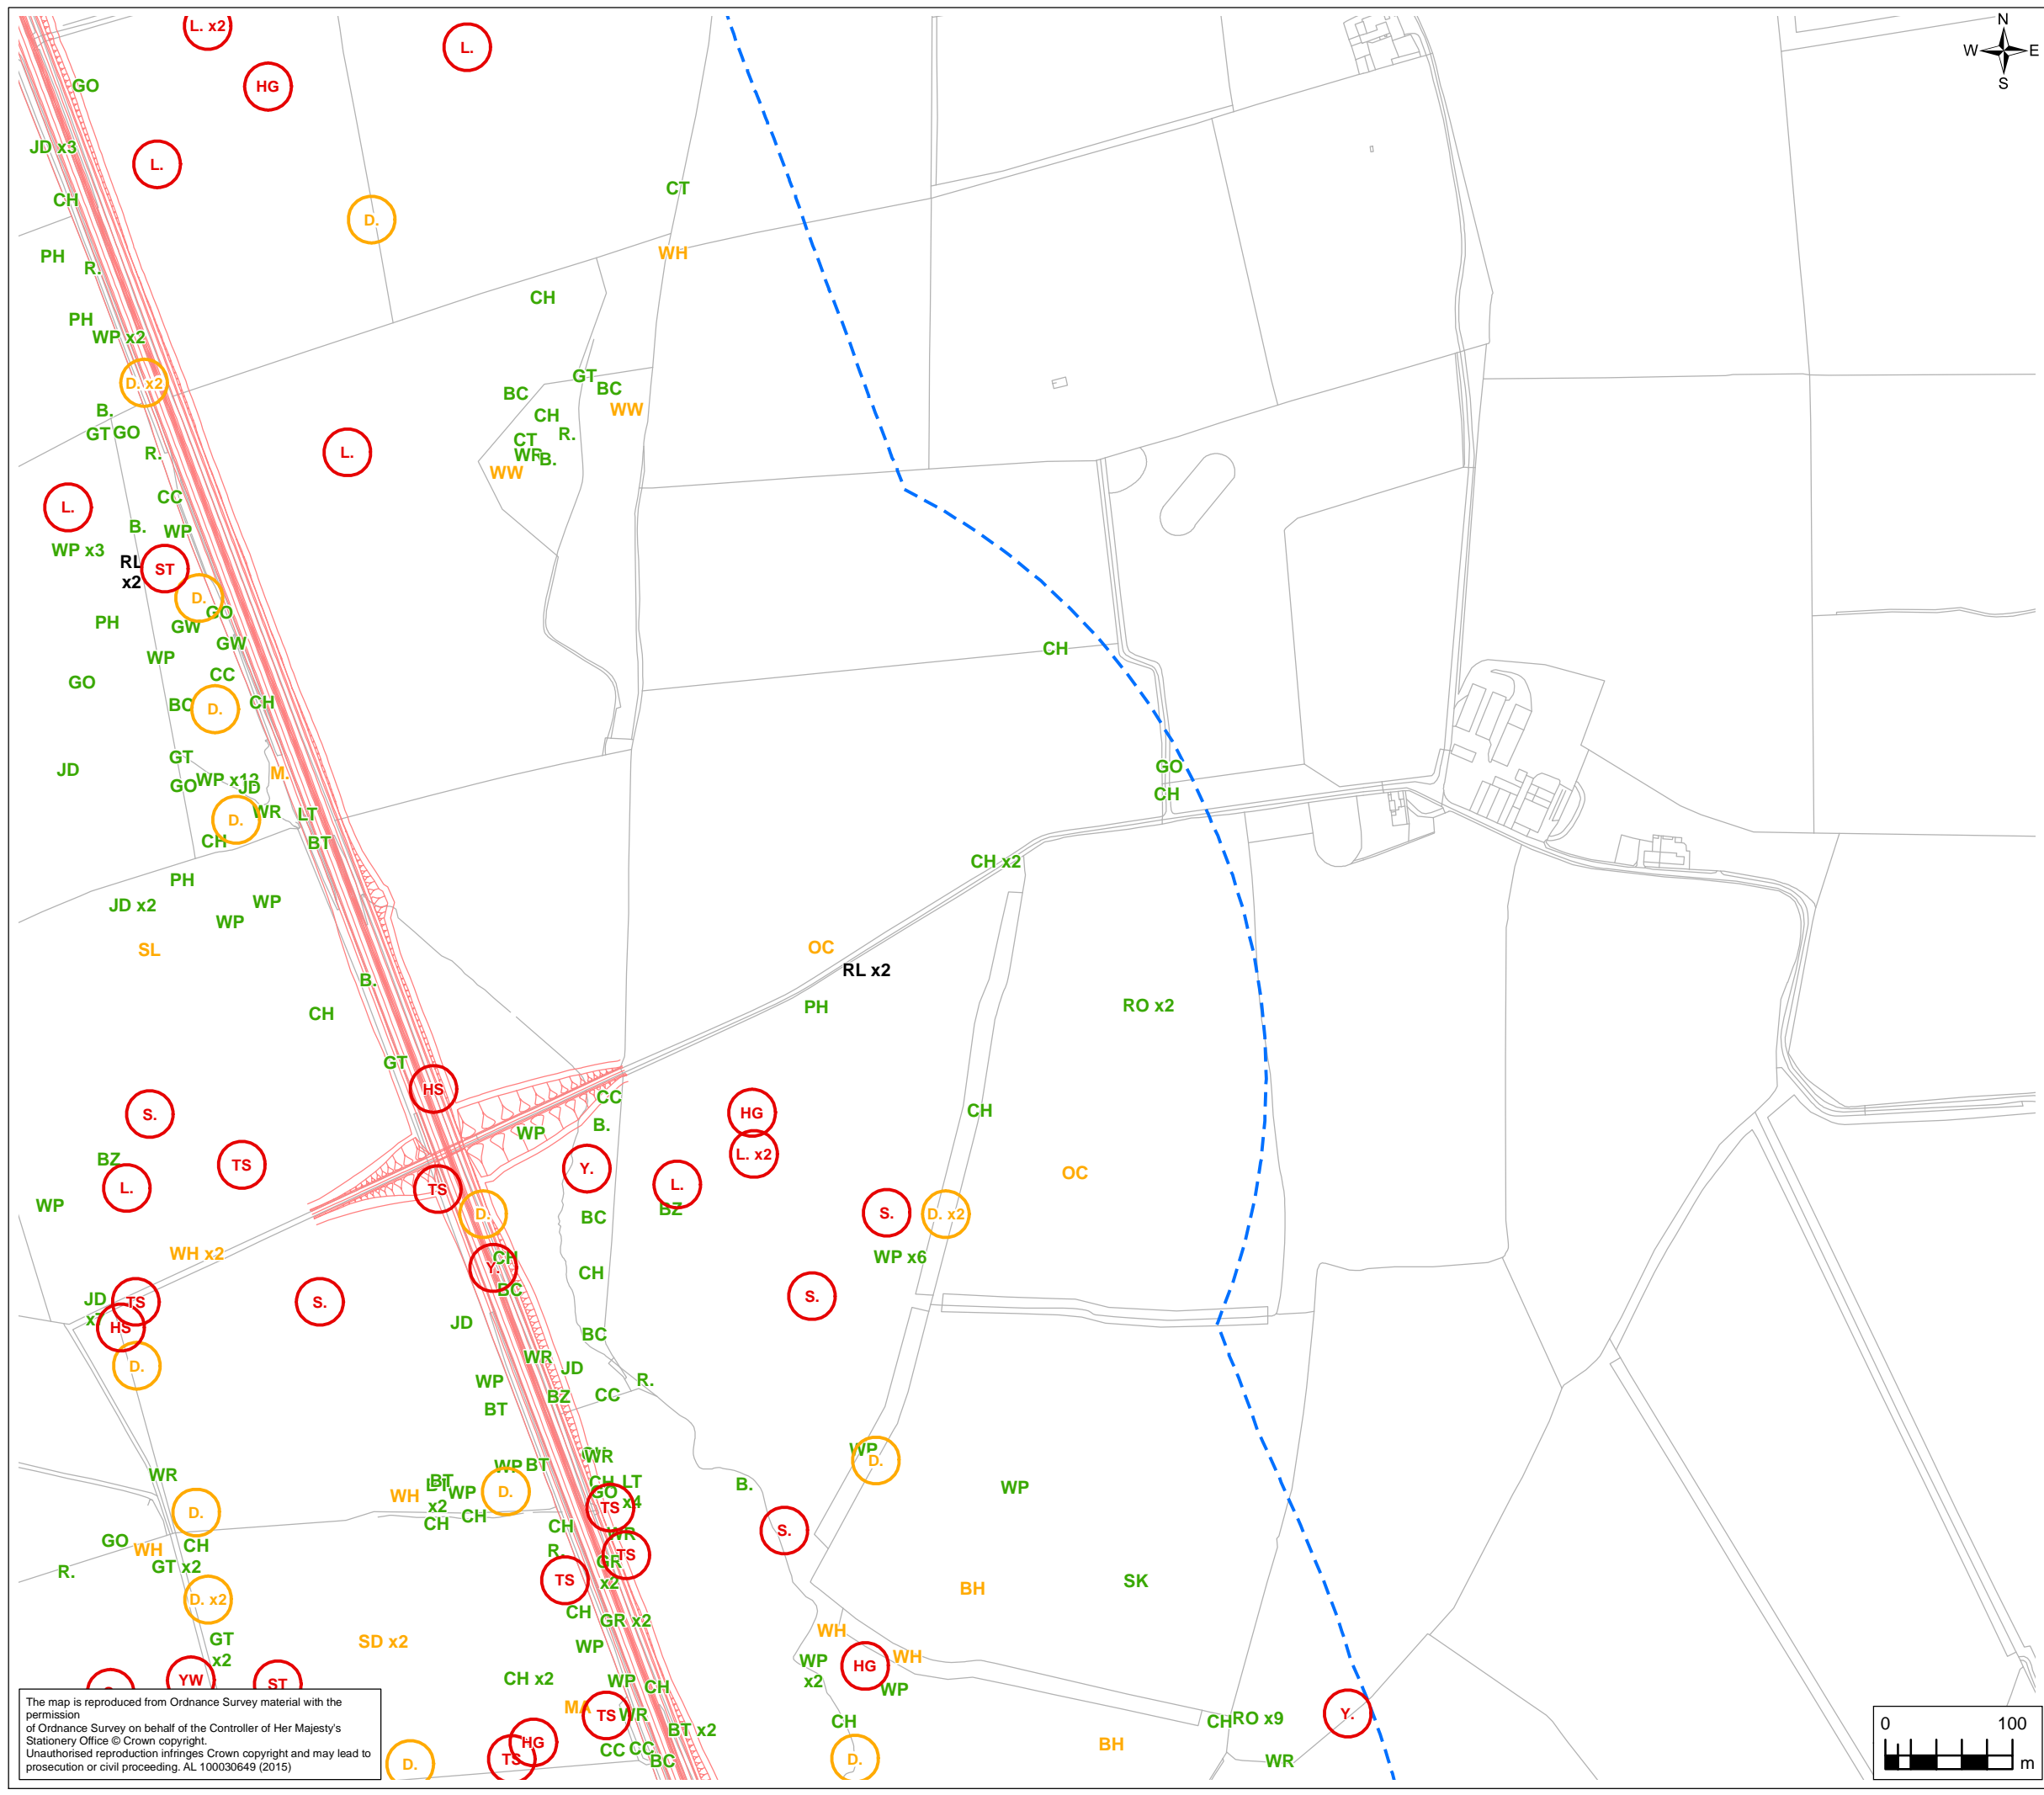 L. x2
L.
N
W E
S
GO
HG
JD x3
L.
CH
CT
D.
PH
R.
WH
CH
PH
WP x2
D. x2
GT
BC
BC
B.
WW
CH
GT
GO
R.
CT
R.
WR
B.
L.
WW
CC
L.
B.
WP
WP x3
RL
x2
ST
D.
GO
PH
GW
GW
CH
WP
CC
GO
BC
D.
CH
GT
JD
M.
GO
WP x13
JD
GO
CH
WR
LT
D.
CH
BT
CH x2
PH
JD x2
WP
WP
SL
OC
RL x2
B.
CH
PH
RO x2
GT
HS
CC
S.
HG
CH
WP
B.
L. x2
BZ
TS
Y.
OC
L.
TS
L.
WP
BZ
D.
BC
S.
D. x2
WH x2
CH
WP x6
Y.
CH
BC
JD
TS
S.
S.
HS
JD
BC
WR
D.
JD
WP
R.
BZ
CC
BT
WP
WR
D.
WR
WP
BT
BT
CH
LT
B.
WP
WH
x2
WP
D.
GO
x4
TS
D.
CH
CH
CH
S.
GO
CH
WR
WH
R.
TS
GT x2
GR
R.
TS
x2
SK
BH
D. x2
CH
GR x2
WH
GT
x2
SD x2
WP
WH
WP
x2
HG
YW
ST
CH x2
WP
CH
WP
MA
TS
WR
CH
CH
RO x9
Y.
BT x2
HG
BH
CC
CC
TS
BC
D.
D.
WR
The map is reproduced from Ordnance Survey material with the
permission
of Ordnance Survey on behalf of the Controller of Her Majesty's
Stationery Office © Crown copyright.
Unauthorised reproduction infringes Crown copyright and may lead to
prosecution or civil proceeding. AL 100030649 (2015)
0 100
m